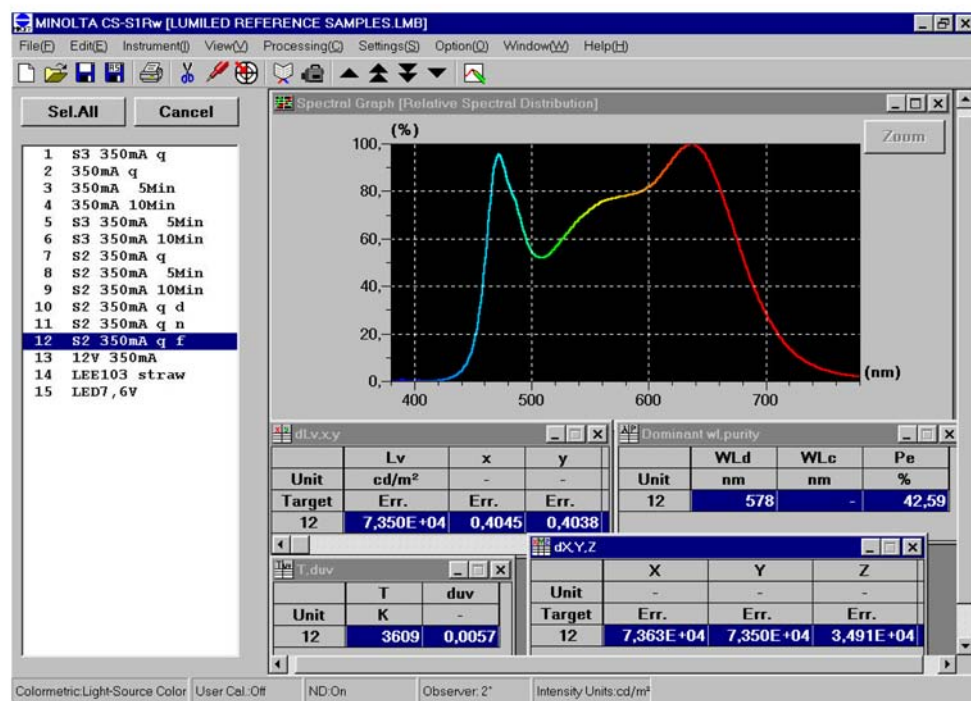 MINOLTA CS-S1Rw [LUMILED REFERENCE SAMPLES.LMB]
File(F) Edit(E) Instrument(I) View(V) Processing(C) Settings(S) Option(O) Window(W) Help(H)
Sel.All Cancel
1 S3 350mA q
2 350mA q
3 350mA 5Min
4 350mA 10Min
5 S3 350mA 5Min
6 S3 350mA 10Min
7 S2 350mA q
8 S2 350mA 5Min
9 S2 350mA 10Min
10 S2 350mA q d
11 S2 350mA q n
12 S2 350mA q f
13 12V 350mA
14 LEE103 straw
15 LED7,6V
Spectral Graph [Relative Spectral Distribution]
Zoom
(%)
100,
80,
60,
40,
20,
0,
400 500 600 700
(nm)
dLv,x,y
Lv x y
Unit cd/m² - -
Target Err. Err. Err.
12 7,350E+04 0,4045 0,4038
Dominant wl,purity
WLd WLc Pe
Unit nm nm %
12 578 - 42,59
T,duv
T duv
Unit K -
12 3609 0,0057
dX,Y,Z
X Y Z
Unit - - -
Target Err. Err. Err.
12 7,363E+04 7,350E+04 3,491E+04
Colormetric:Light-Source Color User Cal.:Off ND:On Observer: 2° Intensity Units:cd/m²